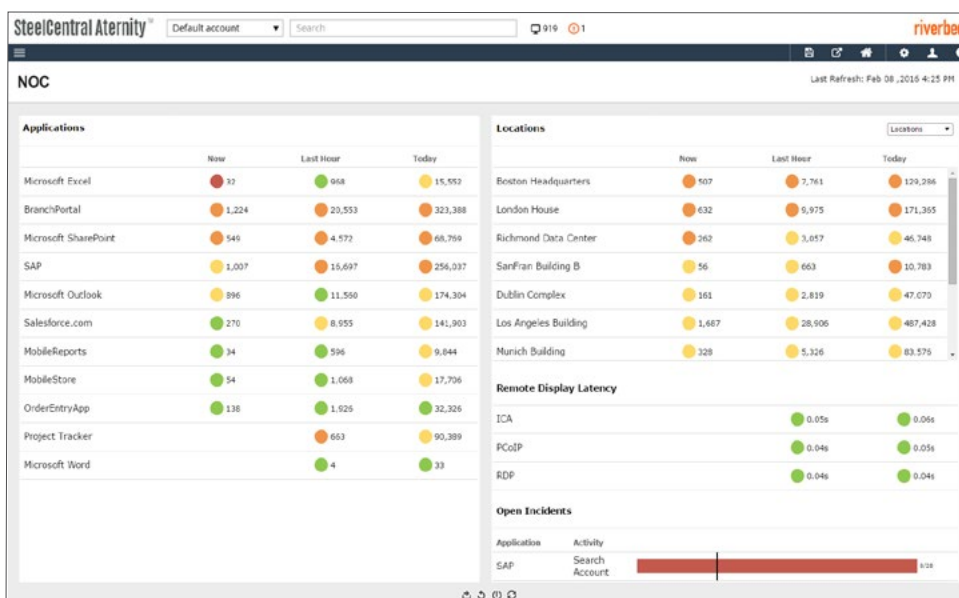 SteelCentral Aternity™ Default account Search 919 1 riverbe
NOC Last Refresh: Feb 08 ,2016 4:25 PM
Applications
Now Last Hour Today
Microsoft Excel 32 968 15,552
BranchPortal 1,224 20,553 323,388
Microsoft SharePoint 549 4,572 68,769
SAP 1,007 16,697 256,037
Microsoft Outlook 896 11,560 174,304
Salesforce.com 270 8,955 141,903
MobileReports 34 596 9,844
MobileStore 54 1,068 17,706
OrderEntryApp 138 1,926 32,326
Project Tracker 663 90,389
Microsoft Word 4 33
Locations Locations
Now Last Hour Today
Boston Headquarters 507 7,761 129,286
London House 632 9,975 171,365
Richmond Data Center 262 3,057 46,748
SanFran Building B 56 663 10,783
Dublin Complex 161 2,819 47,070
Los Angeles Building 1,687 28,906 487,428
Munich Building 328 5,326 83,576
Remote Display Latency
ICA 0.05s 0.06s
PCoIP 0.04s 0.05s
RDP 0.04s 0.04s
Open Incidents
Application Activity
SAP Search
Account